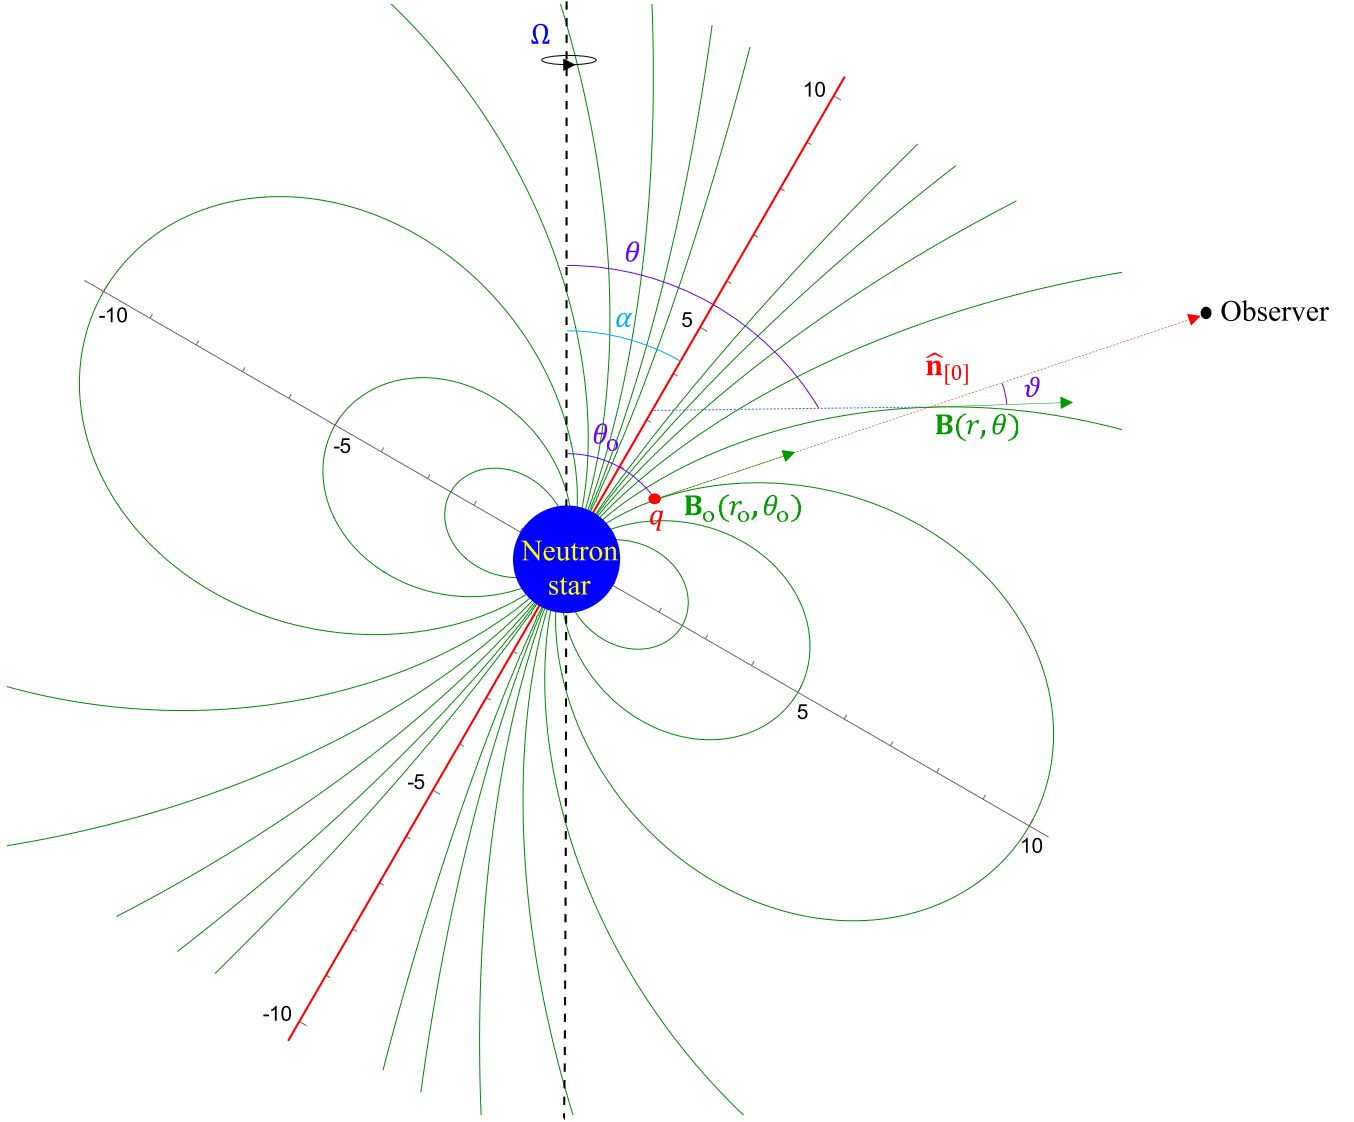 Ω
10
θ
-10
α
5
Observer
n̂[0]
ϑ
B(r, θ)
-5
θo
Bo(ro, θo)
q
Neutron
star
5
-5
10
-10